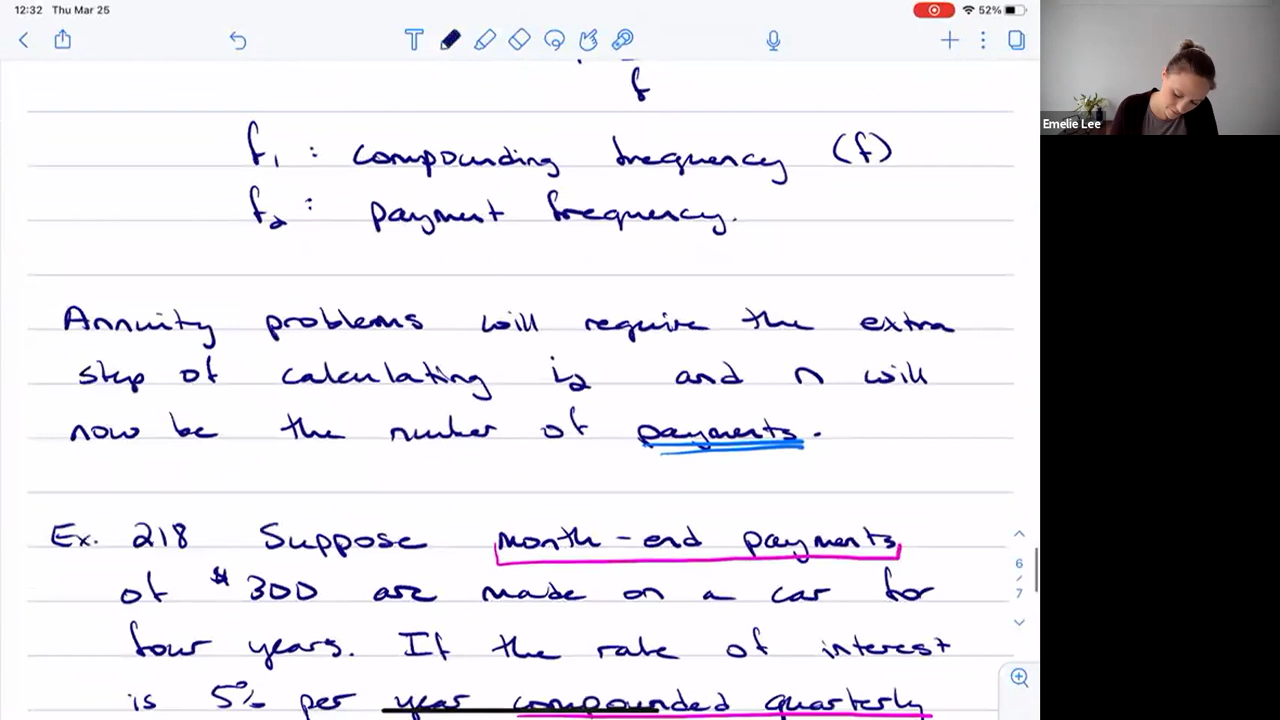 12:32 Thu Mar 25
52%
T
Emelie Lee
f
f₁ : compounding frequency (f)
f₂ : payment frequency.
Annuity problems will require the extra
step of calculating i₂ and n will
now be the number of payments.
Ex. 218 Suppose month-end payments
of $300 are made on a car for
four years. If the rate of interest
is 5% per year compounded quarterly
6
/
7